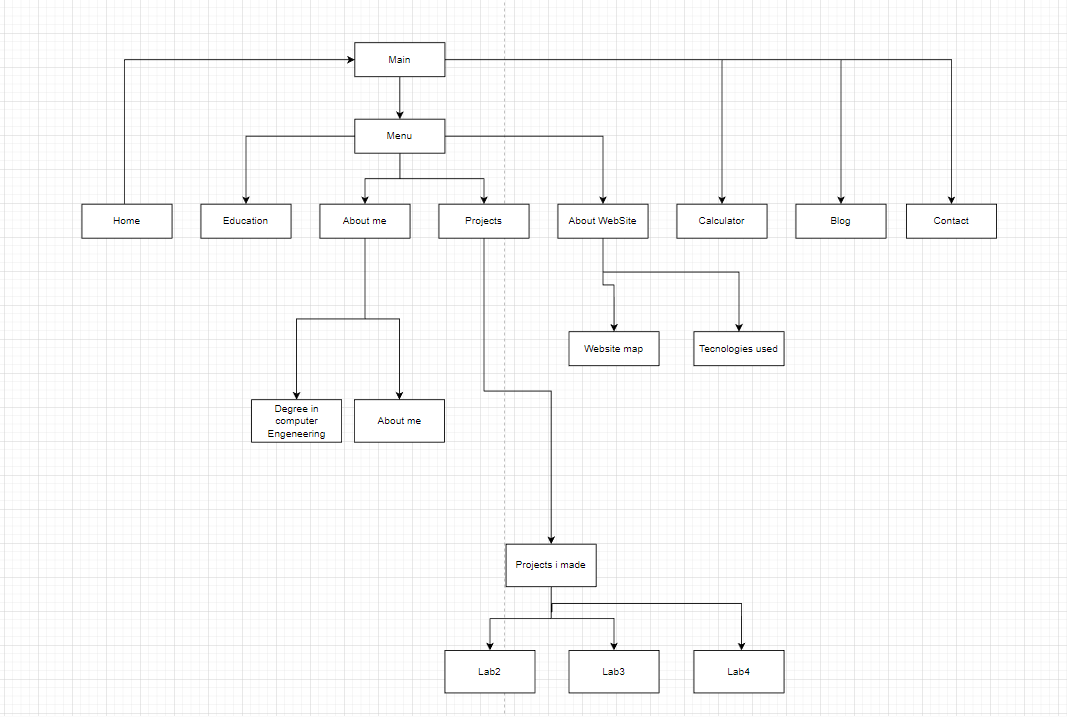 Main
Menu
Home
Education
About me
Projects
About WebSite
Calculator
Blog
Contact
Website map
Tecnologies used
Degree in
computer
Engeneering
About me
Projects i made
Lab2
Lab3
Lab4